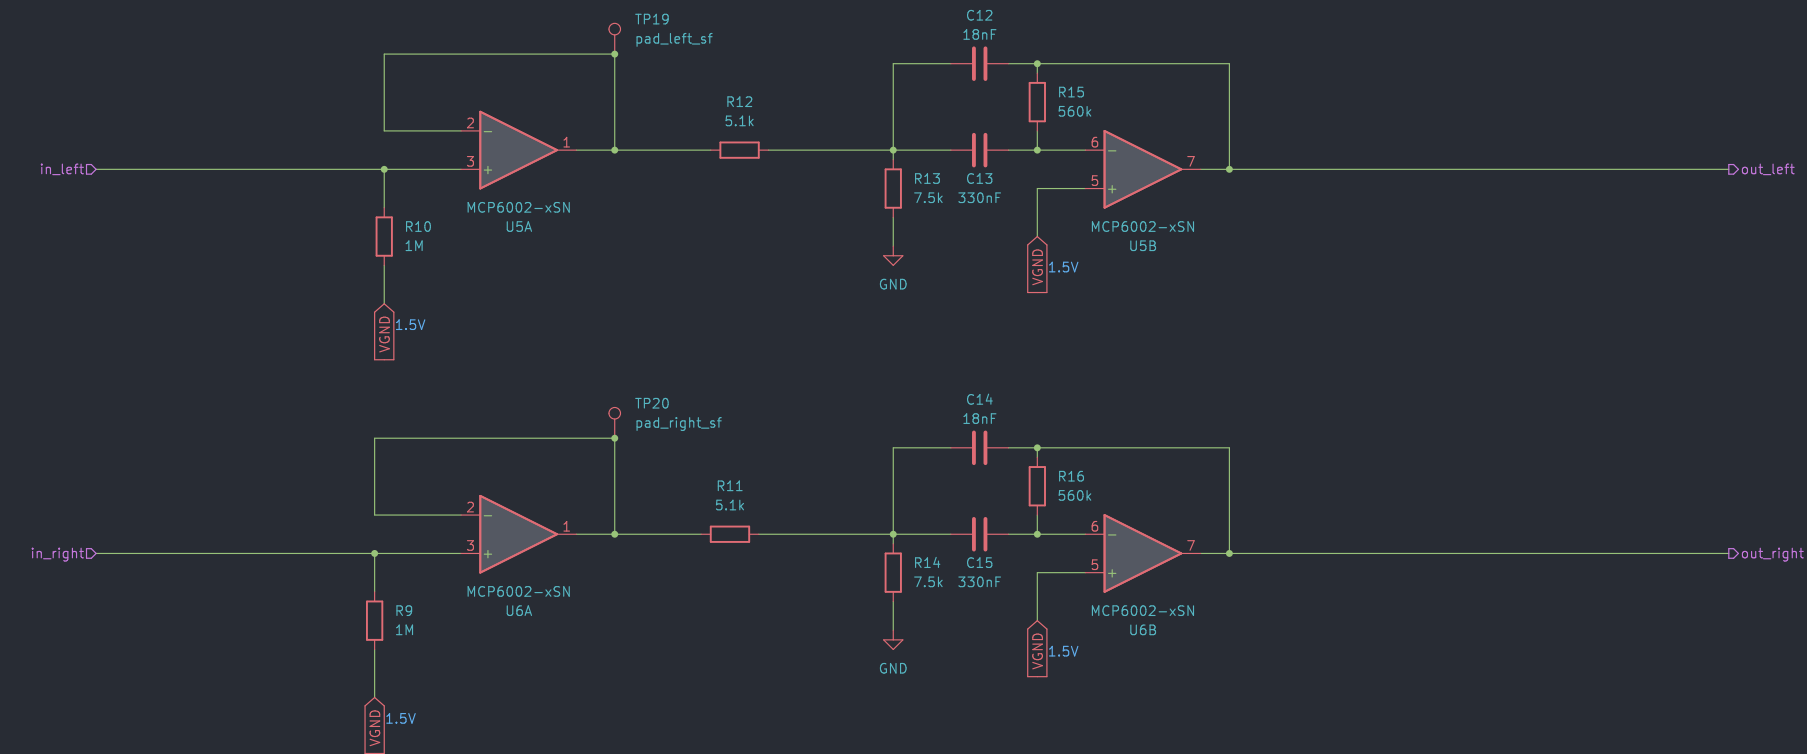 TP19
pad_left_sf
C12
18nF
R15
560k
R12
5.1k
2
3
1
in_left
R10
1M
MCP6002-xSN
U5A
VGND
1.5V
R13
7.5k
C13
330nF
GND
6
5
7
MCP6002-xSN
U5B
VGND
1.5V
out_left
TP20
pad_right_sf
C14
18nF
R16
560k
R11
5.1k
2
3
1
in_right
R9
1M
MCP6002-xSN
U6A
VGND
1.5V
R14
7.5k
C15
330nF
GND
6
5
7
MCP6002-xSN
U6B
VGND
1.5V
out_right